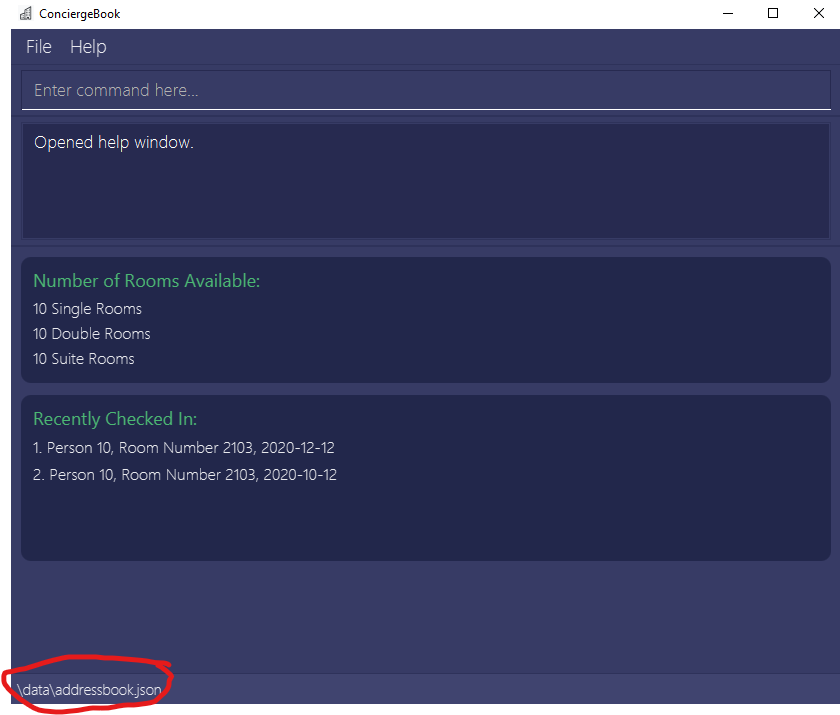 ConciergeBook
File Help
Enter command here...
Opened help window.
Number of Rooms Available:
10 Single Rooms
10 Double Rooms
10 Suite Rooms
Recently Checked In:
1. Person 10, Room Number 2103, 2020-12-12
2. Person 10, Room Number 2103, 2020-10-12
\data\addressbook.json